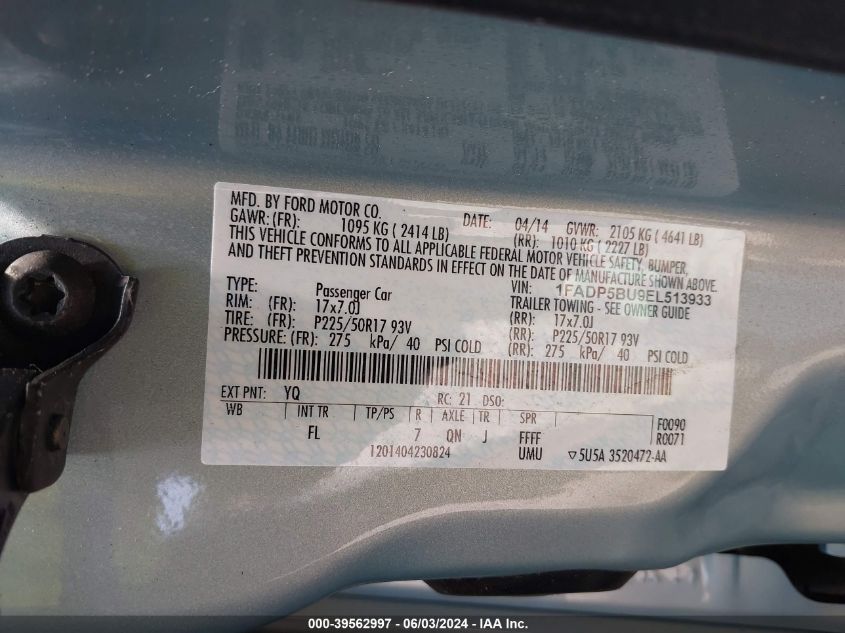 MFD. BY FORD MOTOR CO.
DATE: 04/14 GVWR: 2105 KG ( 4641 LB)
GAWR: (FR): 1095 KG ( 2414 LB) (RR): 1010 KG ( 2227 LB)
THIS VEHICLE CONFORMS TO ALL APPLICABLE FEDERAL MOTOR VEHICLE SAFETY, BUMPER,
AND THEFT PREVENTION STANDARDS IN EFFECT ON THE DATE OF MANUFACTURE SHOWN ABOVE.
VIN: 1FADP5BU9EL513933
TYPE: Passenger Car TRAILER TOWING - SEE OWNER GUIDE
RIM: (FR): 17x7.0J (RR): 17x7.0J
TIRE: (FR): P225/50R17 93V (RR): P225/50R17 93V
PRESSURE: (FR): 275 kPa/ 40 PSI COLD (RR): 275 kPa/ 40 PSI COLD
EXT PNT: YQ RC: 21 DSO:
WB INT TR TP/PS R AXLE TR SPR F0090
FL 7 QN J FFFF R0071
1201404230824 UMU ▽5U5A 3520472-AA
000-39562997 - 06/03/2024 - IAA Inc.